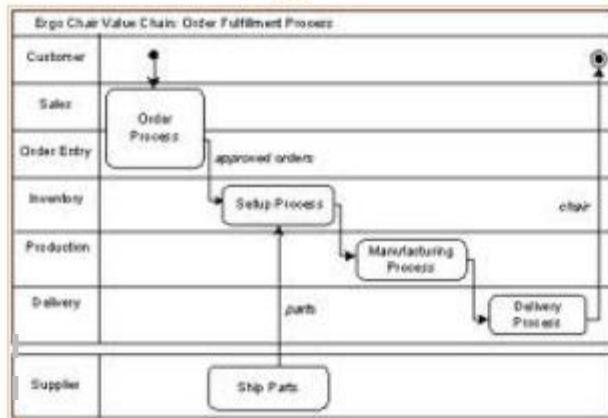 Ergo Chair Value Chain: Order Fulfillment Process
Customer
Sales
Order
Process
Order Entry
approved orders
Inventory
Setup Process
chair
Production
Manufacturing
Process
Delivery
parts
Delivery
Process
Supplier
Ship Parts